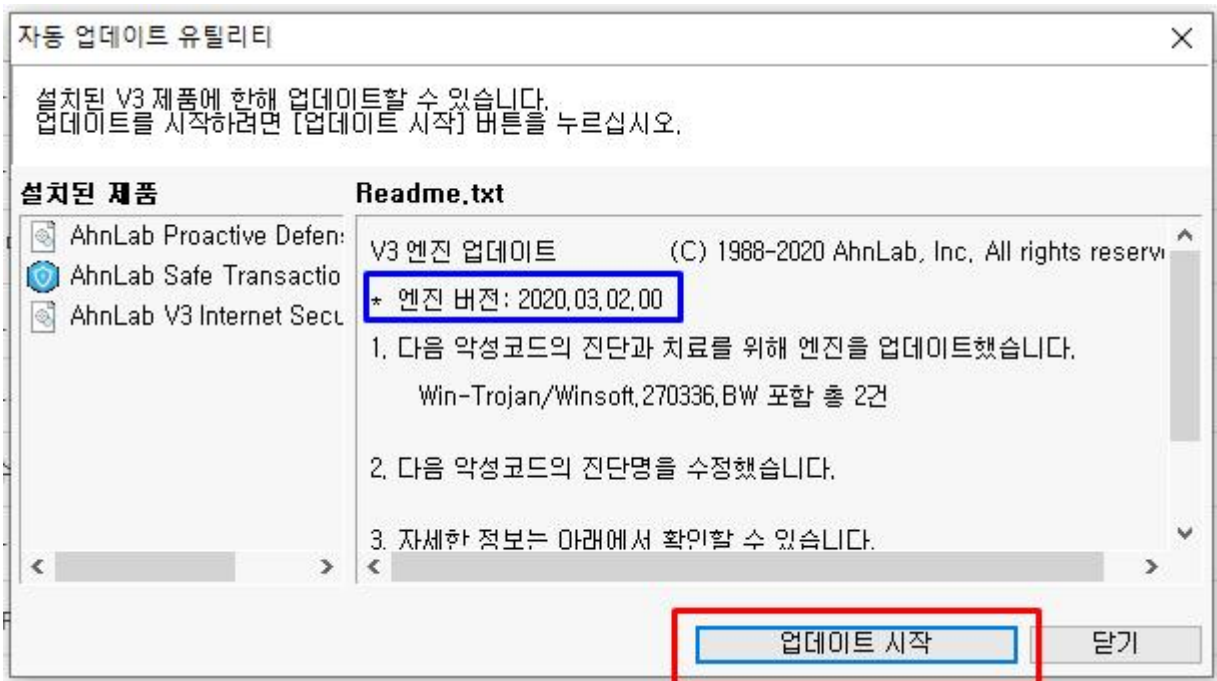 자동 업데이트 유틸리티
설치된 V3 제품에 한해 업데이트할 수 있습니다.
업데이트를 시작하려면 [업데이트 시작] 버튼을 누르십시오.
설치된 제품
AhnLab Proactive Defen
AhnLab Safe Transactio
AhnLab V3 Internet Secu
Readme.txt
V3 엔진 업데이트 (C) 1988-2020 AhnLab, Inc. All rights reserv
* 엔진 버전: 2020.03.02.00
1. 다음 악성코드의 진단과 치료를 위해 엔진을 업데이트했습니다.
Win-Trojan/Winsoft.270336.BW 포함 총 2건
2. 다음 악성코드의 진단명을 수정했습니다.
3. 자세한 정보는 아래에서 확인할 수 있습니다.
업데이트 시작
닫기